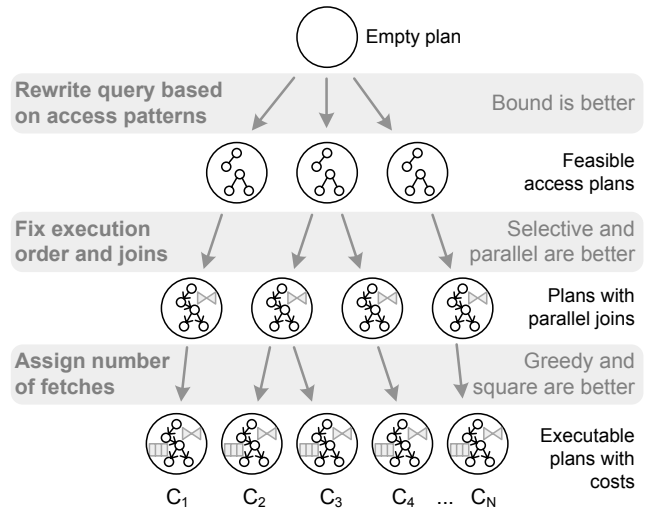 Empty plan
Rewrite query based
on access patterns
Bound is better
Feasible
access plans
Fix execution
order and joins
Selective and
parallel are better
Plans with
parallel joins
Assign number
of fetches
Greedy and
square are better
Executable
plans with
costs
C1 C2 C3 C4 ... CN